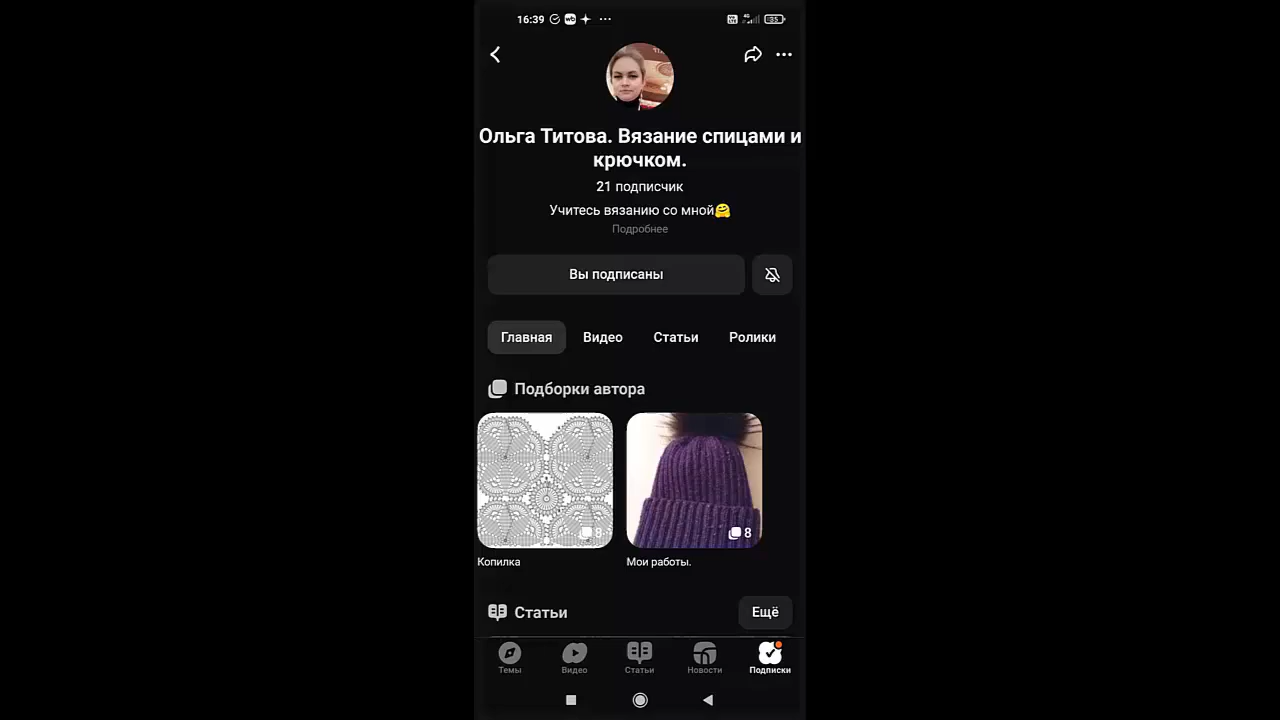 16:39
Ольга Титова. Вязание спицами и
крючком.
21 подписчик
Учитесь вязанию со мной🤗
Подробнее
Вы подписаны
Главная Видео Статьи Ролики
Подборки автора
8 8
Копилка Мои работы.
Статьи Ещё
Темы Видео Статьи Новости Подписки